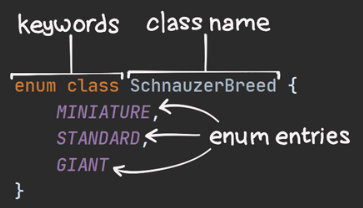 keywords
class name
enum class SchnauzerBreed {
MINIATURE,
STANDARD,
GIANT
}
enum entries